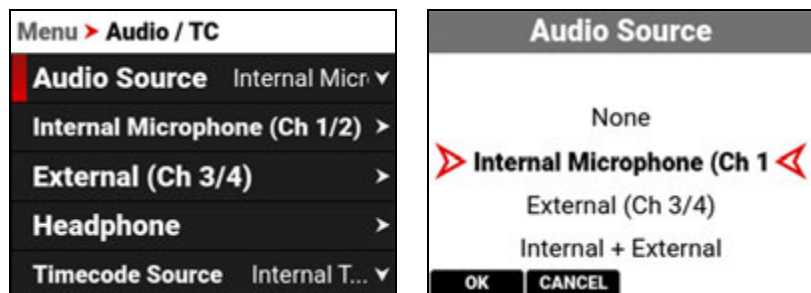 Menu > Audio / TC
Audio Source Internal Micr
Internal Microphone (Ch 1/2) >
External (Ch 3/4) >
Headphone >
Timecode Source Internal T...
Audio Source
None
Internal Microphone (Ch 1
External (Ch 3/4)
Internal + External
OK CANCEL